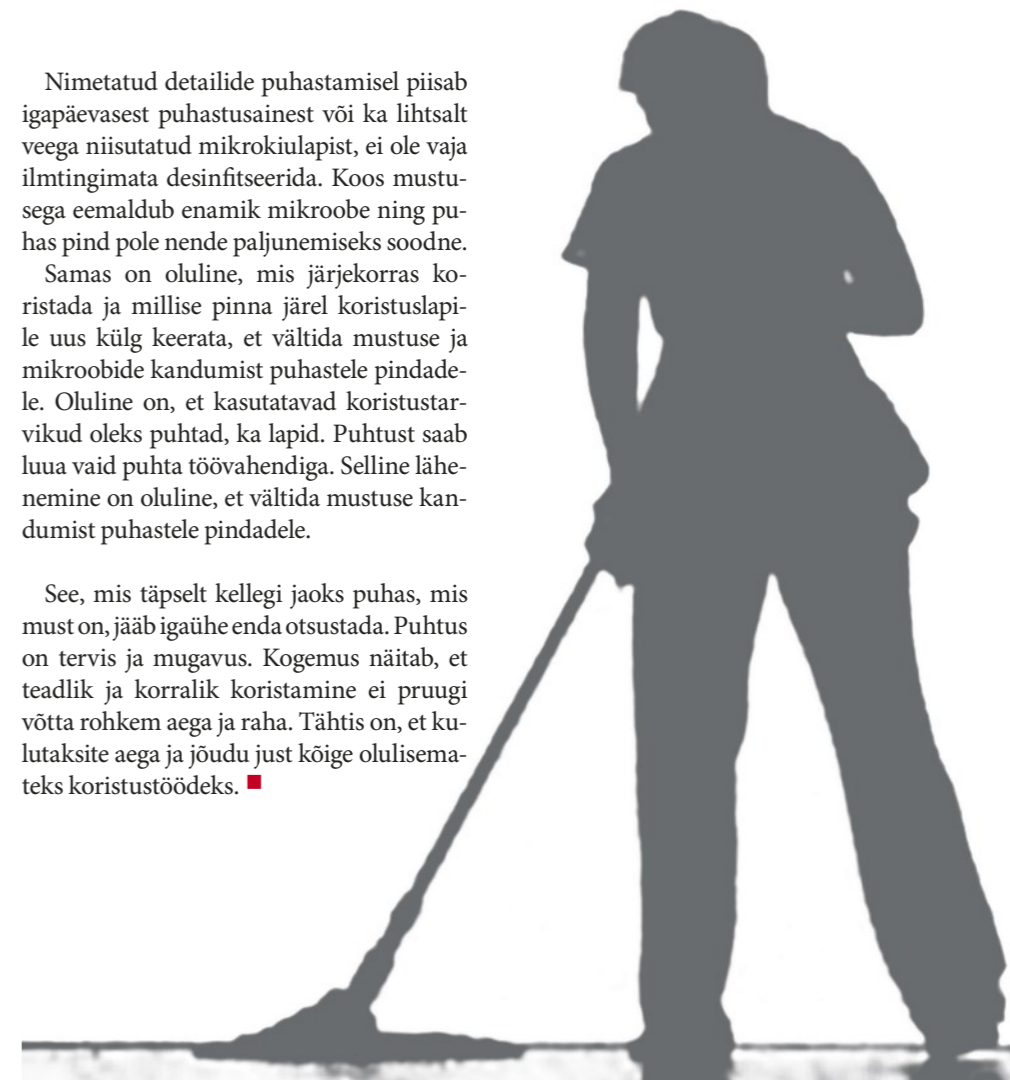 Nimetatud detailide puhastamisel piisab
igapäevasest puhastusainest või ka lihtsalt
veega niisutatud mikrokiulapist, ei ole vaja
ilmtingimata desinfitseerida. Koos mustu-
sega eemaldub enamik mikroobe ning pu-
has pind pole nende paljunemiseks soodne.
Samas on oluline, mis järjekorras ko-
ristada ja millise pinna järel koristuslapi-
le uus külg keerata, et vältida mustuse ja
mikroobide kandumist puhastele pindade-
le. Oluline on, et kasutatavad koristustar-
vikud oleks puhtad, ka lapid. Puhtust saab
luua vaid puhta töövahendiga. Selline lähe-
nemine on oluline, et vältida mustuse kan-
dumist puhastele pindadele.
See, mis täpselt kellegi jaoks puhas, mis
must on, jääb igaühe enda otsustada. Puhtus
on tervis ja mugavus. Kogemus näitab, et
teadlik ja korralik koristamine ei pruugi
võtta rohkem aega ja raha. Tähtis on, et ku-
lutaksite aega ja jõudu just kõige olulisema-
teks koristustöödeks.